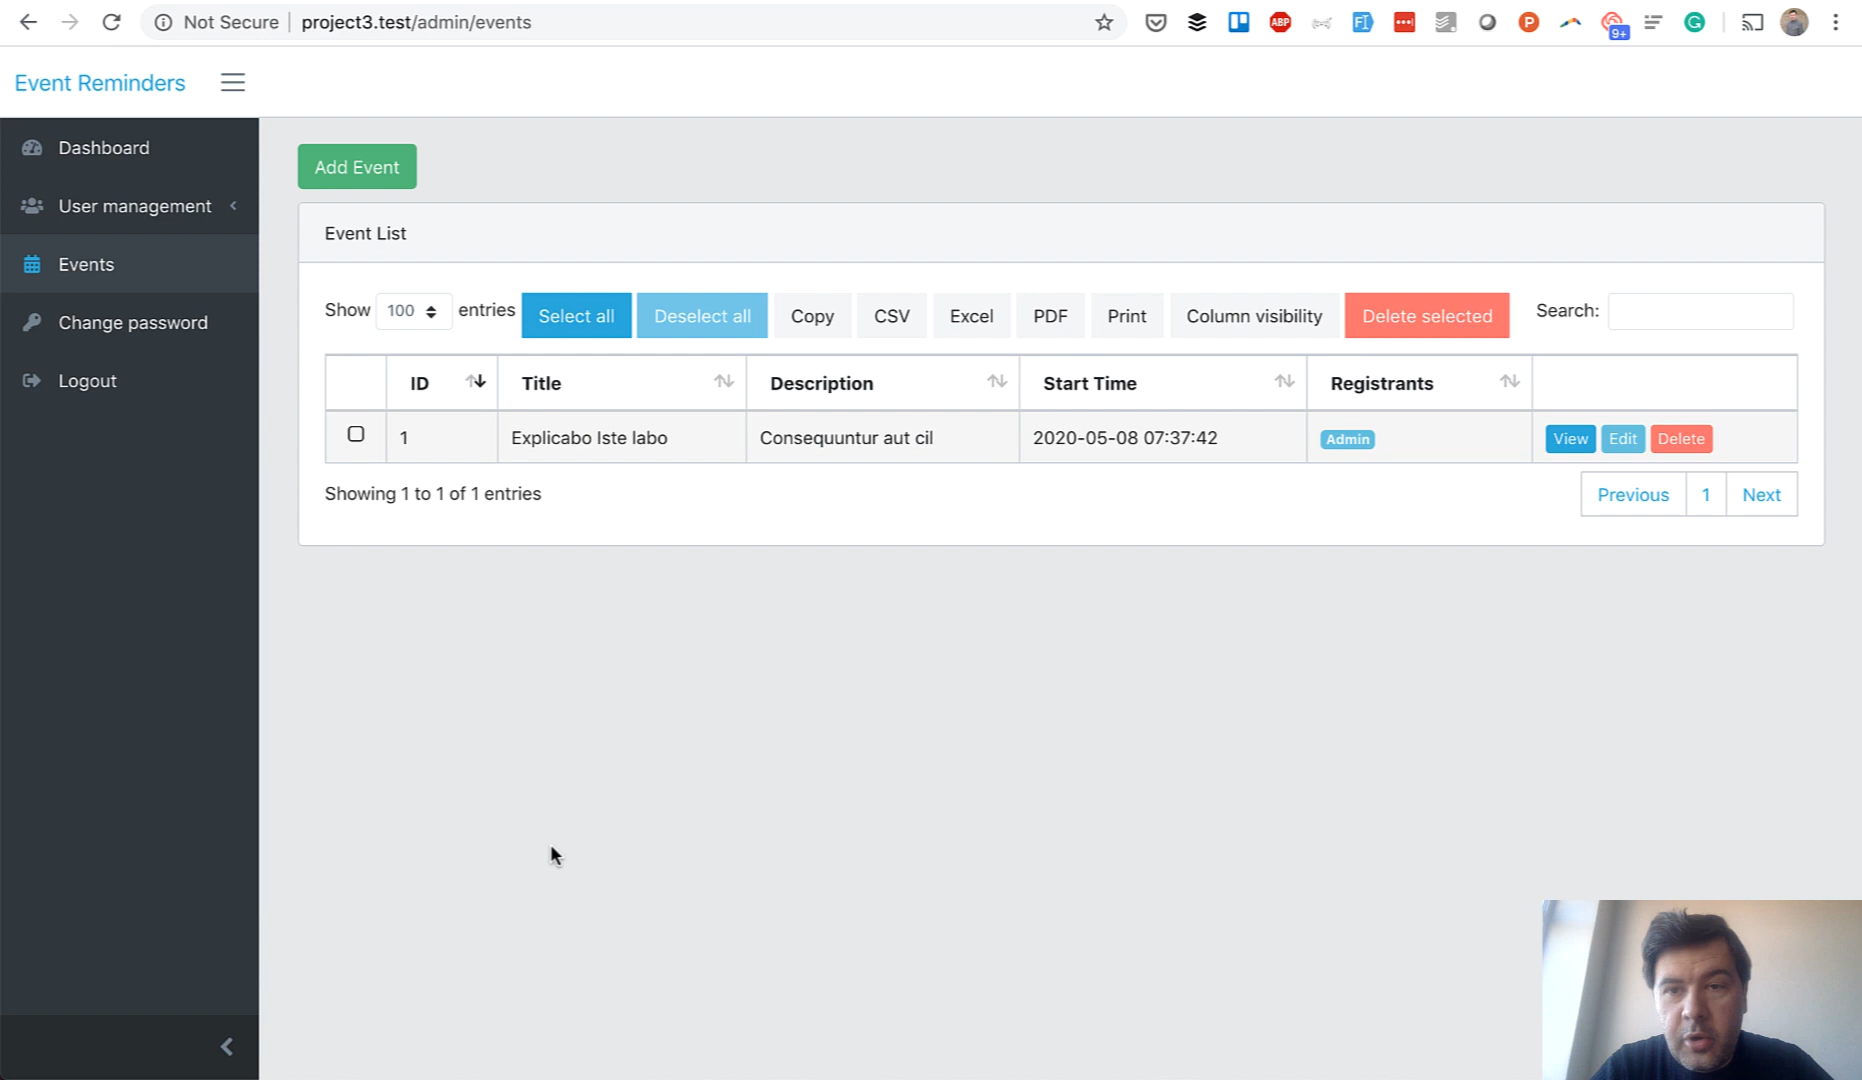 Not Secure | project3.test/admin/events
ABP
FI
P
9+
G
Event Reminders
Dashboard
User management
Events
Change password
Logout
Add Event
Event List
Show 100 entries Select all Deselect all Copy CSV Excel PDF Print Column visibility Delete selected Search:
ID Title Description Start Time Registrants
1 Explicabo Iste labo Consequuntur aut cil 2020-05-08 07:37:42 Admin View Edit Delete
Showing 1 to 1 of 1 entries
Previous 1 Next